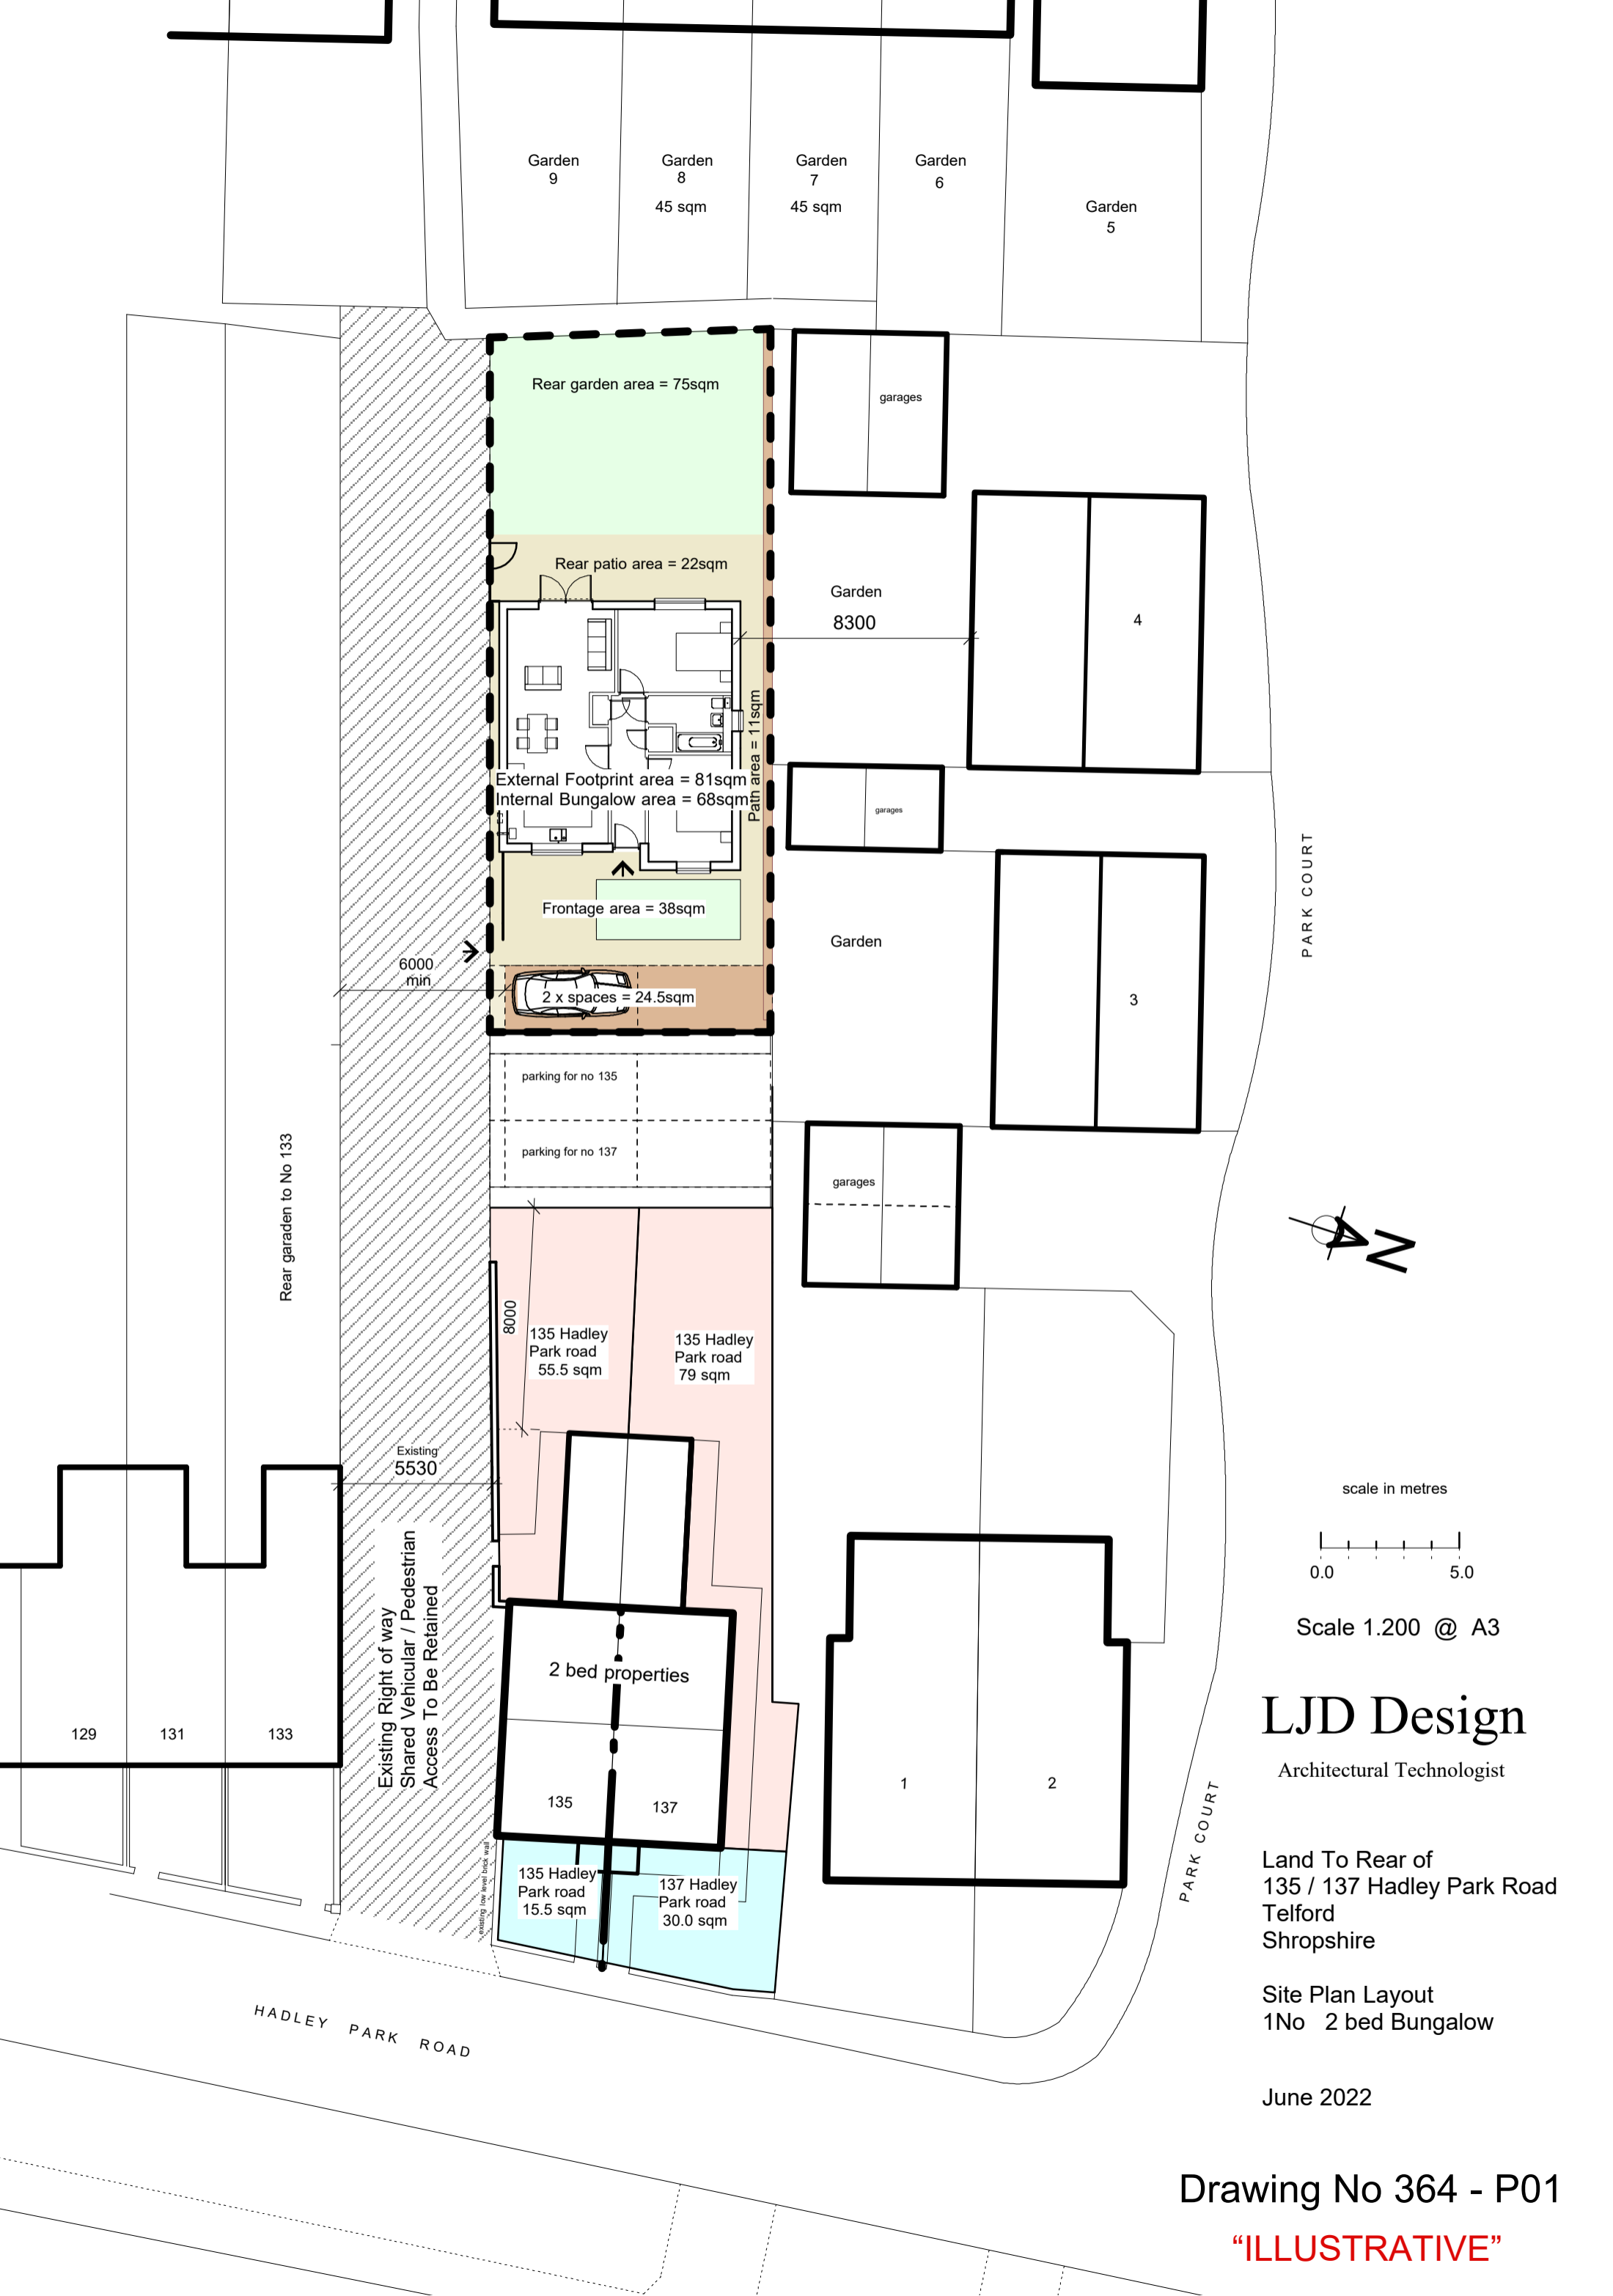 Garden
9
Garden
8
45 sqm
Garden
7
45 sqm
Garden
6
Garden
5
Rear garden area = 75sqm
garages
Rear patio area = 22sqm
Garden
8300
4
Path area = 11sqm
External Footprint area = 81sqm
Internal Bungalow area = 68sqm
garages
PARK COURT
Frontage area = 38sqm
Garden
6000
min
2 x spaces = 24.5sqm
3
parking for no 135
parking for no 137
garages
Rear garaden to No 133
N
8000
135 Hadley
Park road
55.5 sqm
135 Hadley
Park road
79 sqm
Existing
5530
scale in metres
0.0
5.0
Scale 1.200 @ A3
Existing Right of way
Shared Vehicular / Pedestrian
Access To Be Retained
2 bed properties
129
131
133
135
137
1
2
LJD Design
Architectural Technologist
PARK COURT
existing low level brick wall
135 Hadley
Park road
15.5 sqm
137 Hadley
Park road
30.0 sqm
Land To Rear of
135 / 137 Hadley Park Road
Telford
Shropshire
Site Plan Layout
1No 2 bed Bungalow
HADLEY PARK ROAD
June 2022
Drawing No 364 - P01
“ILLUSTRATIVE”